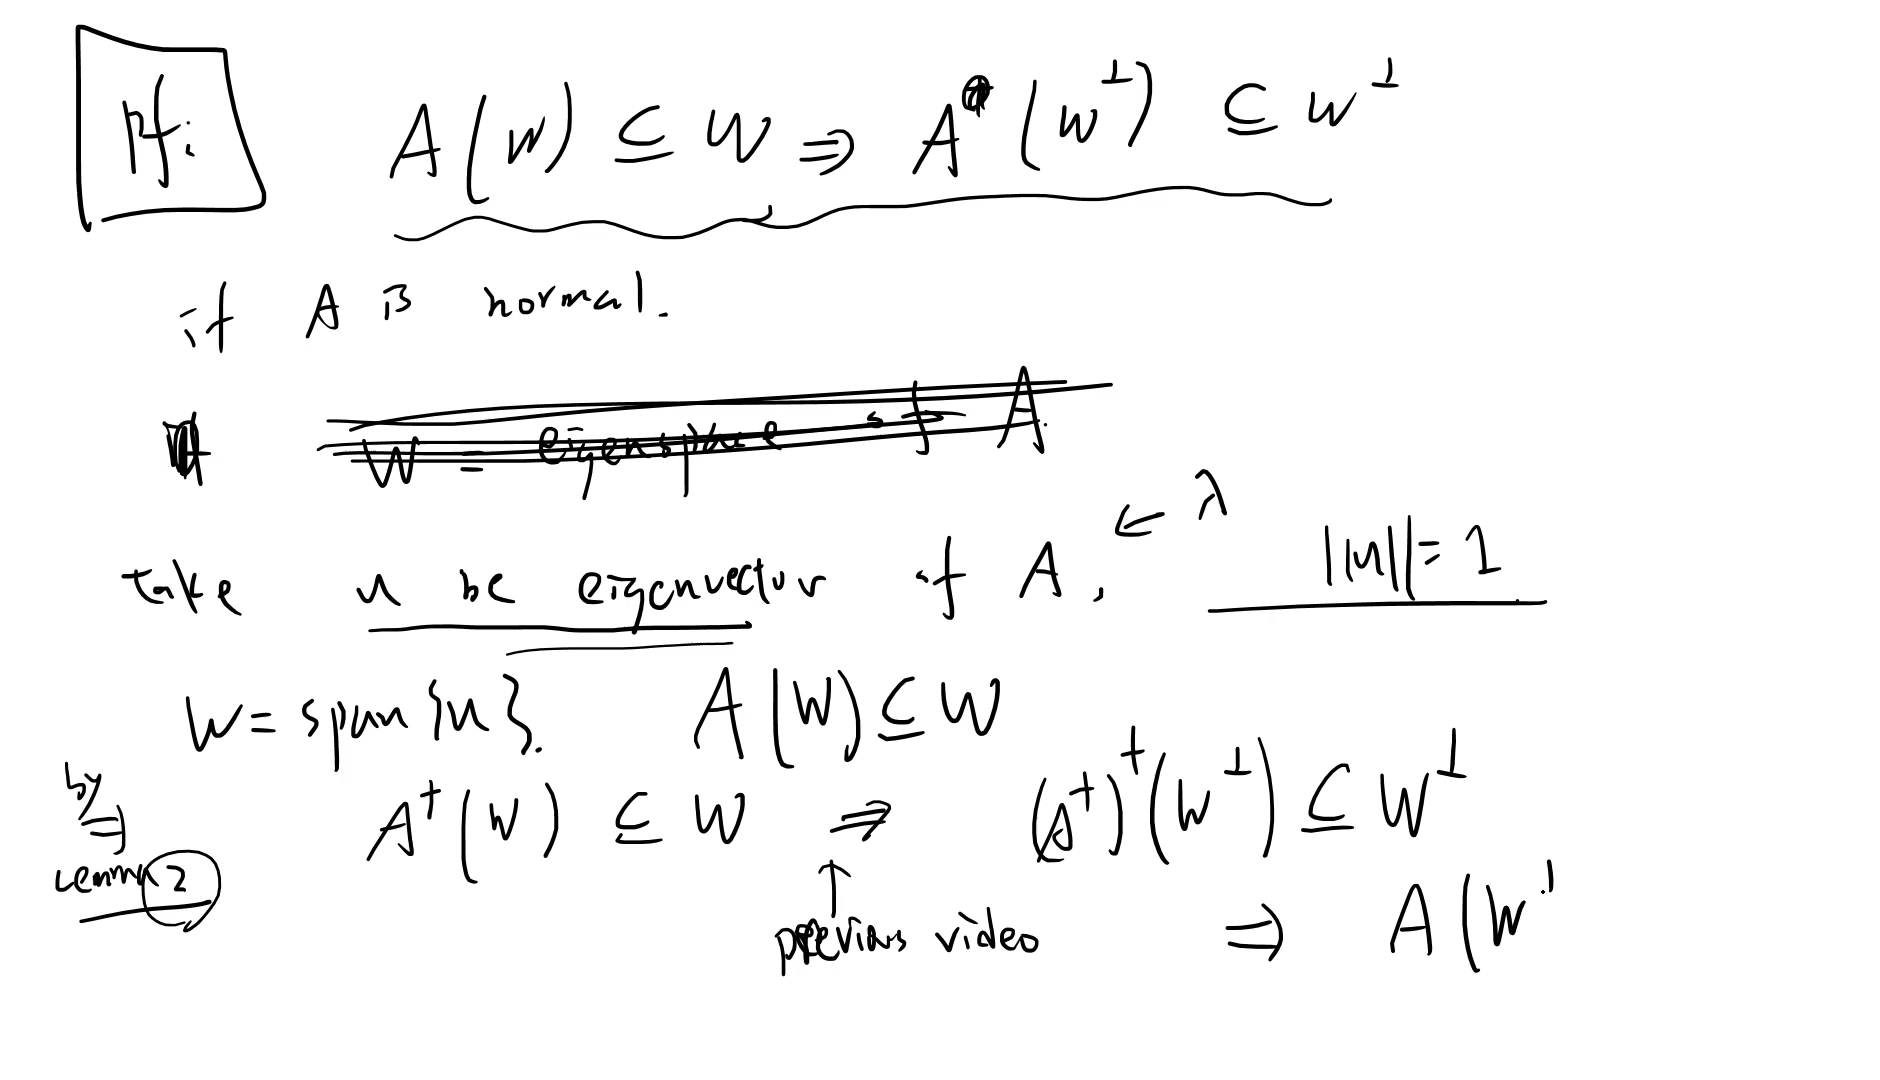 Pf: A(W) ⊆ W ⇒ A†(W⊥) ⊆ W⊥
if A is normal.
W = eigenspace of A.
take u be eigenvector of A. ← λ ||u|| = 1
W = span{u}. A(W) ⊆ W
by Lemma 2 ⇒ A†(W) ⊆ W ⇒ (A†)†(W⊥) ⊆ W⊥
↑ previous video ⇒ A(W⊥